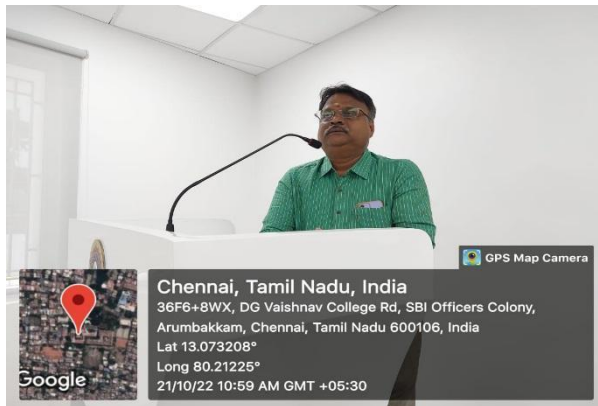 GPS Map Camera
Chennai, Tamil Nadu, India
36F6+8WX, DG Vaishnav College Rd, SBI Officers Colony,
Arumbakkam, Chennai, Tamil Nadu 600106, India
Lat 13.073208°
Long 80.21225°
21/10/22 10:59 AM GMT +05:30
Google